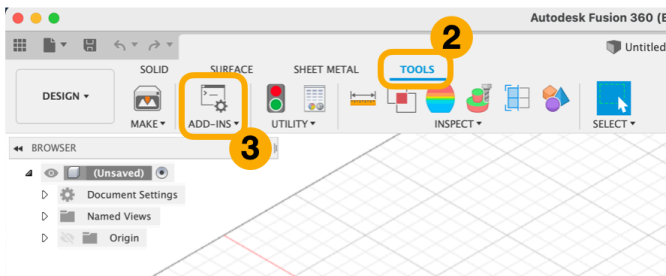 Autodesk Fusion 360 (E
2
Untitled
SOLID SURFACE SHEET METAL TOOLS
DESIGN
MAKE ADD-INS UTILITY INSPECT SELECT
3
BROWSER
(Unsaved)
Document Settings
Named Views
Origin